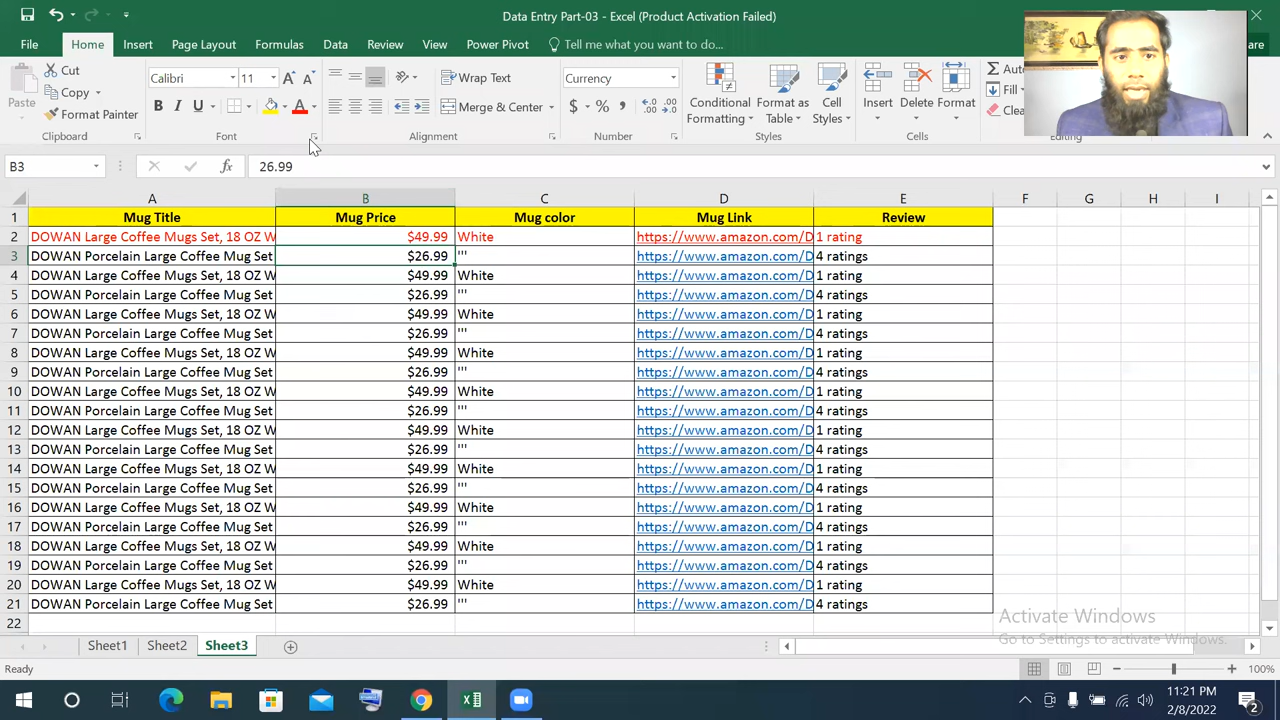 Data Entry Part-03 - Excel (Product Activation Failed)
File Home Insert Page Layout Formulas Data Review View Power Pivot Tell me what you want to do...
Paste
Cut
Copy
Format Painter
Clipboard
Calibri 11
B I U
Font
Wrap Text
Merge & Center
Alignment
Currency
$ %
Number
Conditional Formatting
Format as Table
Cell Styles
Styles
Insert Delete Format
Cells
Fill
Editing
B3 fx 26.99
A B C D E F G H I
1 Mug Title Mug Price Mug color Mug Link Review
2 DOWAN Large Coffee Mugs Set, 18 OZ W $49.99 White https://www.amazon.com/D 1 rating
3 DOWAN Porcelain Large Coffee Mug Set $26.99 ''' https://www.amazon.com/D 4 ratings
4 DOWAN Large Coffee Mugs Set, 18 OZ W $49.99 White https://www.amazon.com/D 1 rating
5 DOWAN Porcelain Large Coffee Mug Set $26.99 ''' https://www.amazon.com/D 4 ratings
6 DOWAN Large Coffee Mugs Set, 18 OZ W $49.99 White https://www.amazon.com/D 1 rating
7 DOWAN Porcelain Large Coffee Mug Set $26.99 ''' https://www.amazon.com/D 4 ratings
8 DOWAN Large Coffee Mugs Set, 18 OZ W $49.99 White https://www.amazon.com/D 1 rating
9 DOWAN Porcelain Large Coffee Mug Set $26.99 ''' https://www.amazon.com/D 4 ratings
10 DOWAN Large Coffee Mugs Set, 18 OZ W $49.99 White https://www.amazon.com/D 1 rating
11 DOWAN Porcelain Large Coffee Mug Set $26.99 ''' https://www.amazon.com/D 4 ratings
12 DOWAN Large Coffee Mugs Set, 18 OZ W $49.99 White https://www.amazon.com/D 1 rating
13 DOWAN Porcelain Large Coffee Mug Set $26.99 ''' https://www.amazon.com/D 4 ratings
14 DOWAN Large Coffee Mugs Set, 18 OZ W $49.99 White https://www.amazon.com/D 1 rating
15 DOWAN Porcelain Large Coffee Mug Set $26.99 ''' https://www.amazon.com/D 4 ratings
16 DOWAN Large Coffee Mugs Set, 18 OZ W $49.99 White https://www.amazon.com/D 1 rating
17 DOWAN Porcelain Large Coffee Mug Set $26.99 ''' https://www.amazon.com/D 4 ratings
18 DOWAN Large Coffee Mugs Set, 18 OZ W $49.99 White https://www.amazon.com/D 1 rating
19 DOWAN Porcelain Large Coffee Mug Set $26.99 ''' https://www.amazon.com/D 4 ratings
20 DOWAN Large Coffee Mugs Set, 18 OZ W $49.99 White https://www.amazon.com/D 1 rating
21 DOWAN Porcelain Large Coffee Mug Set $26.99 ''' https://www.amazon.com/D 4 ratings
22
Activate Windows
Go to Settings to activate Windows.
Sheet1 Sheet2 Sheet3
Ready 100%
11:21 PM
2/8/2022
2